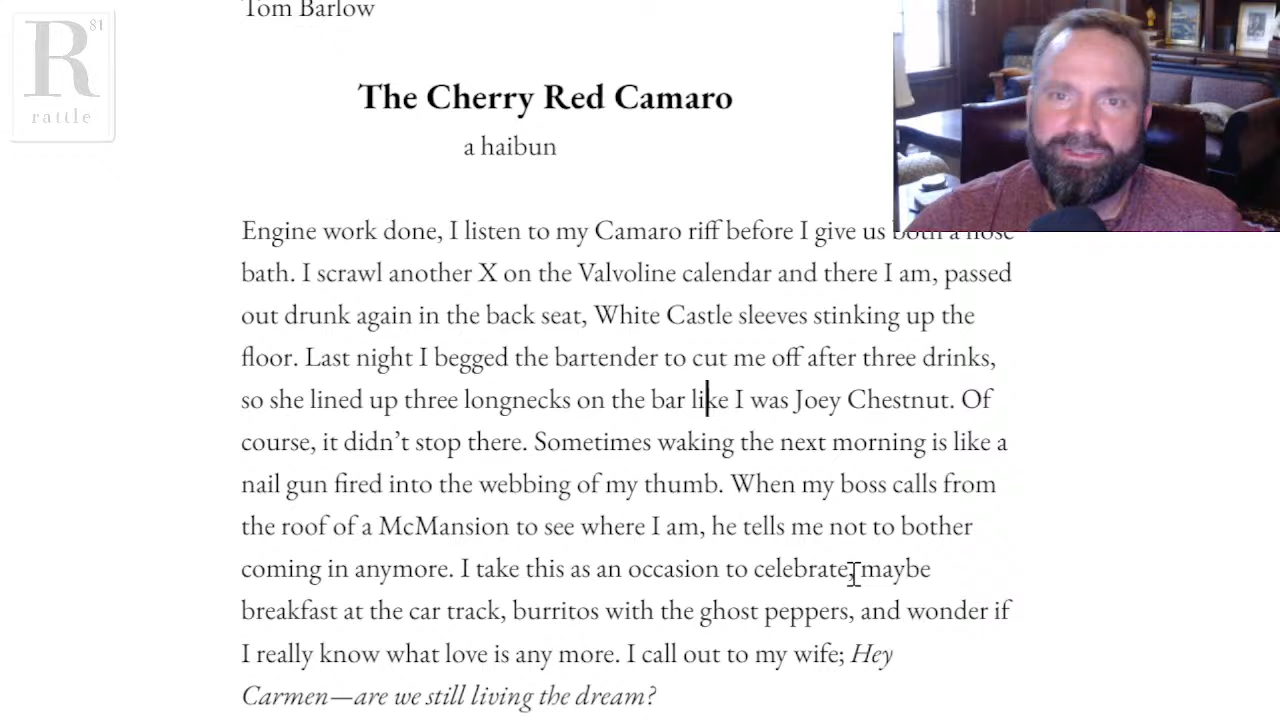 Tom Barlow
R 81
rattle
The Cherry Red Camaro
a haibun
Engine work done, I listen to my Camaro riff before I give us both a nose
bath. I scrawl another X on the Valvoline calendar and there I am, passed
out drunk again in the back seat, White Castle sleeves stinking up the
floor. Last night I begged the bartender to cut me off after three drinks,
so she lined up three longnecks on the bar like I was Joey Chestnut. Of
course, it didn’t stop there. Sometimes waking the next morning is like a
nail gun fired into the webbing of my thumb. When my boss calls from
the roof of a McMansion to see where I am, he tells me not to bother
coming in anymore. I take this as an occasion to celebrate, maybe
breakfast at the car track, burritos with the ghost peppers, and wonder if
I really know what love is any more. I call out to my wife; Hey
Carmen—are we still living the dream?